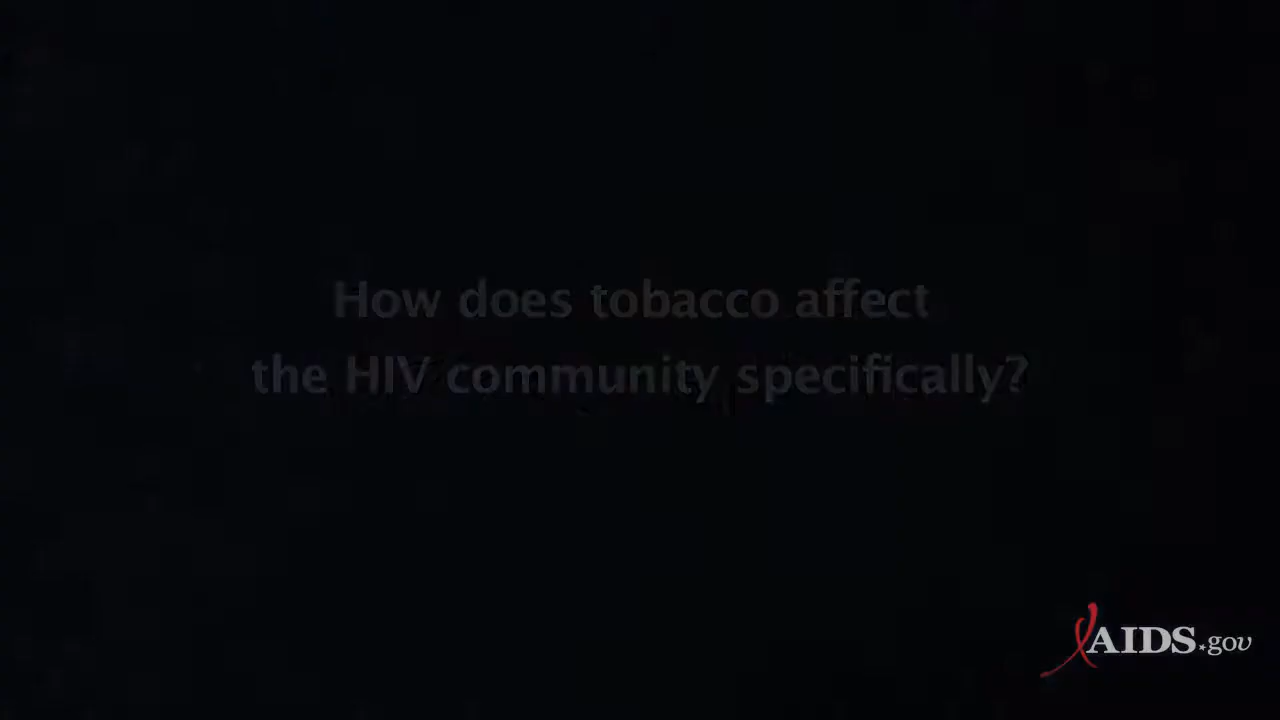 How does tobacco affect
the HIV community specifically?
AIDS.gov